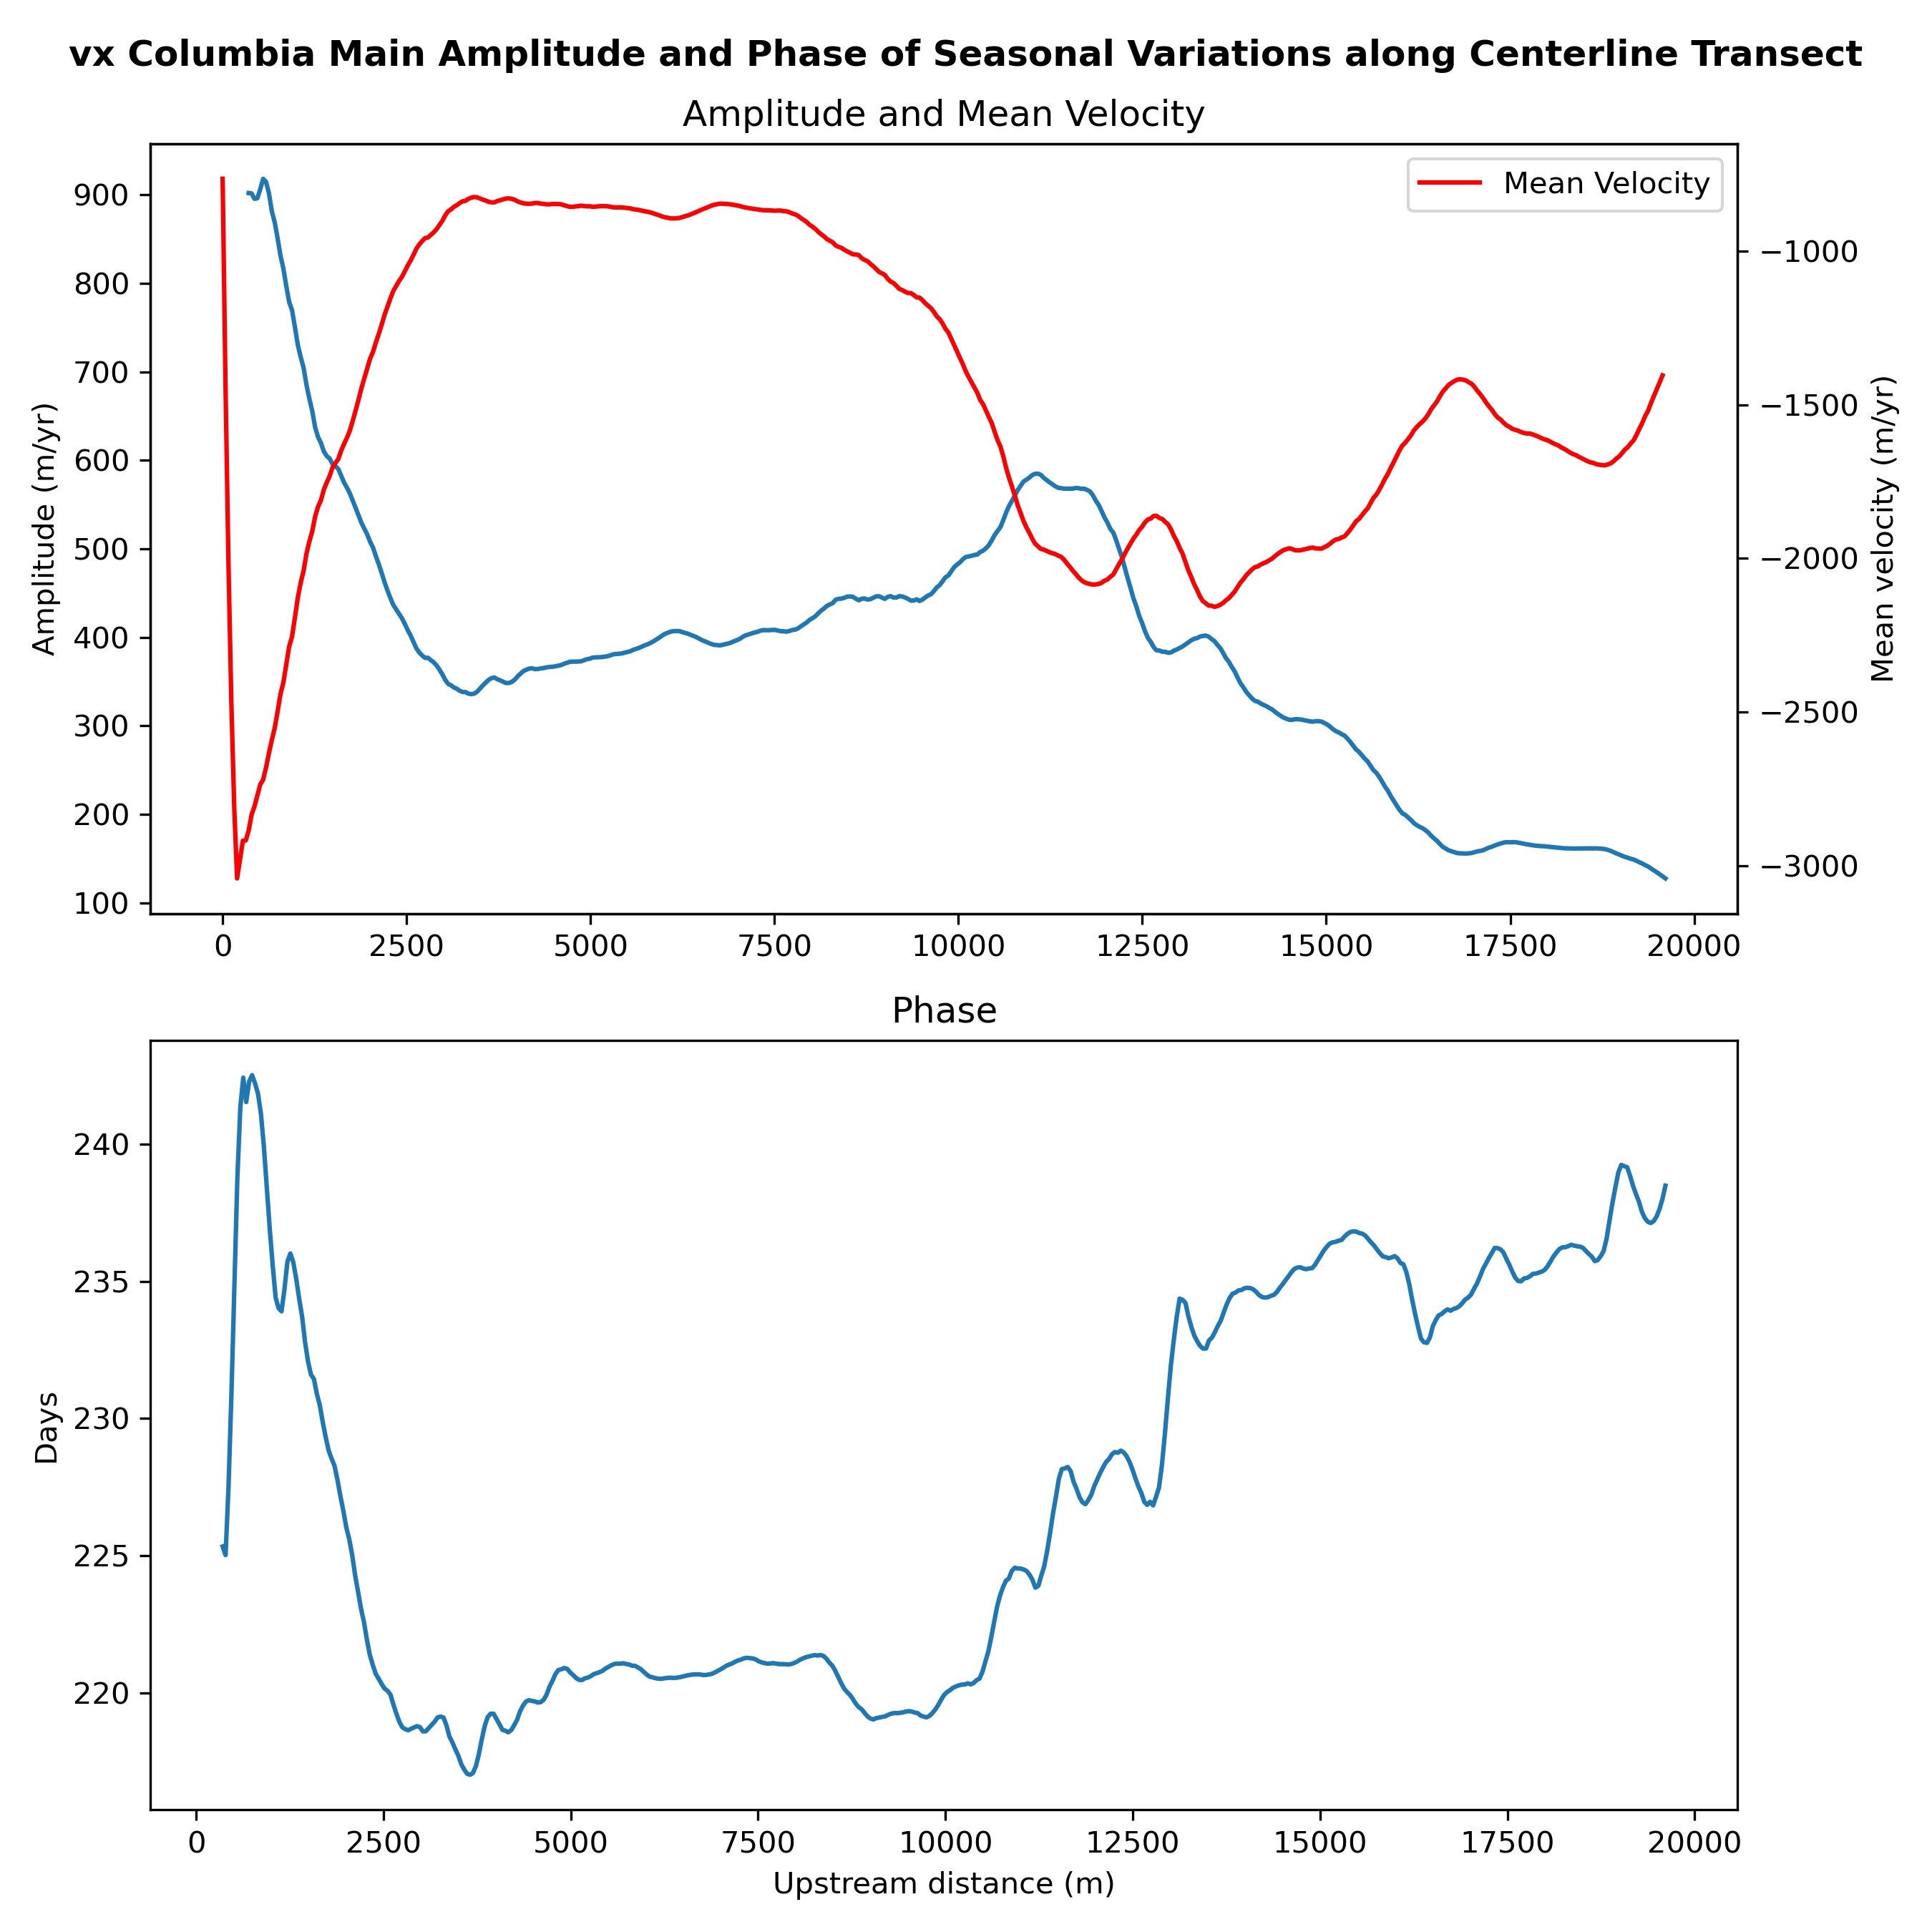 vx Columbia Main Amplitude and Phase of Seasonal Variations along Centerline Transect
Amplitude and Mean Velocity
Mean Velocity
Amplitude (m/yr)
900
800
700
600
500
400
300
200
100
−1000
−1500
−2000
−2500
−3000
Mean velocity (m/yr)
0 2500 5000 7500 10000 12500 15000 17500 20000
Phase
Days
240
235
230
225
220
0 2500 5000 7500 10000 12500 15000 17500 20000
Upstream distance (m)